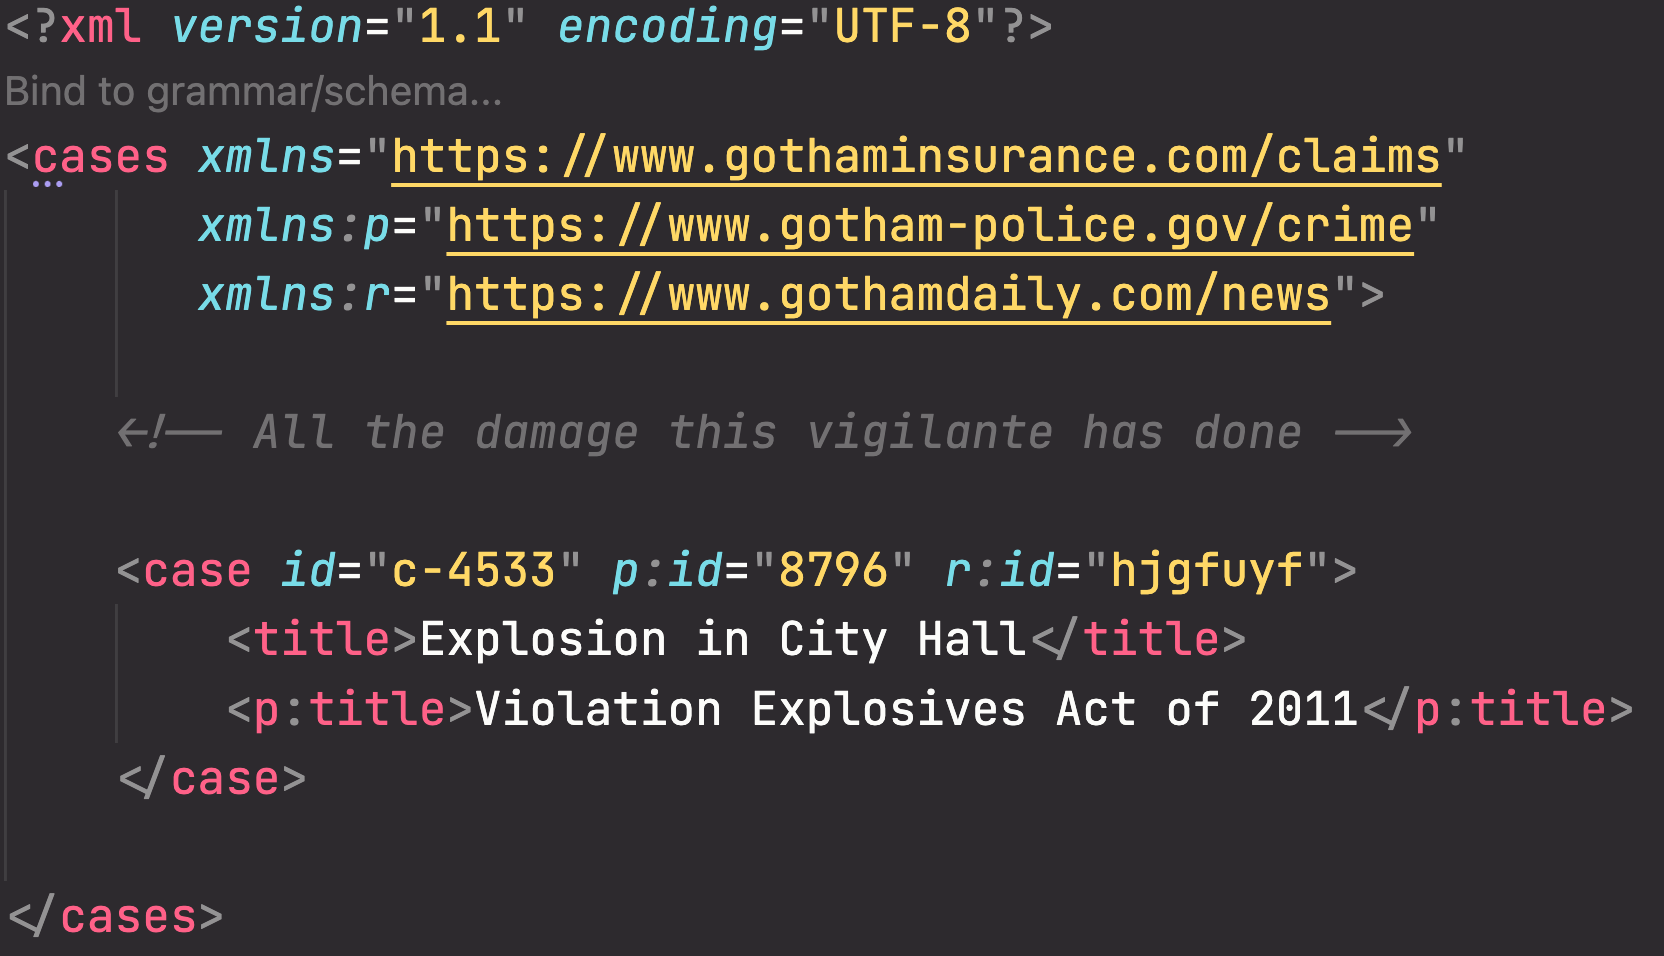 <?xml version="1.1" encoding="UTF-8"?>
Bind to grammar/schema...
<cases xmlns="https://www.gothaminsurance.com/claims"
xmlns:p="https://www.gotham-police.gov/crime"
xmlns:r="https://www.gothamdaily.com/news">
<!-- All the damage this vigilante has done -->
<case id="c-4533" p:id="8796" r:id="hjgfuyf">
<title>Explosion in City Hall</title>
<p:title>Violation Explosives Act of 2011</p:title>
</case>
</cases>